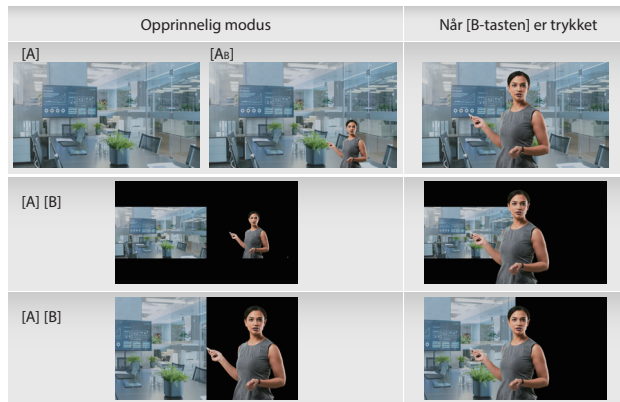 Opprinnelig modus
Når [B-tasten] er trykket
[A]
[AB]
[A] [B]
[A] [B]